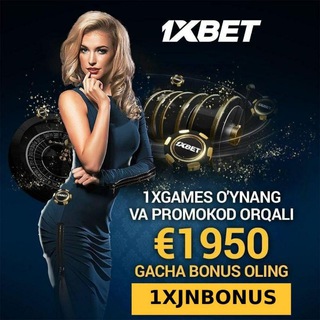 1XBET
1XGAMES O'YNANG
VA PROMOKOD ORQALI
€1950
GACHA BONUS OLING
1XJNBONUS